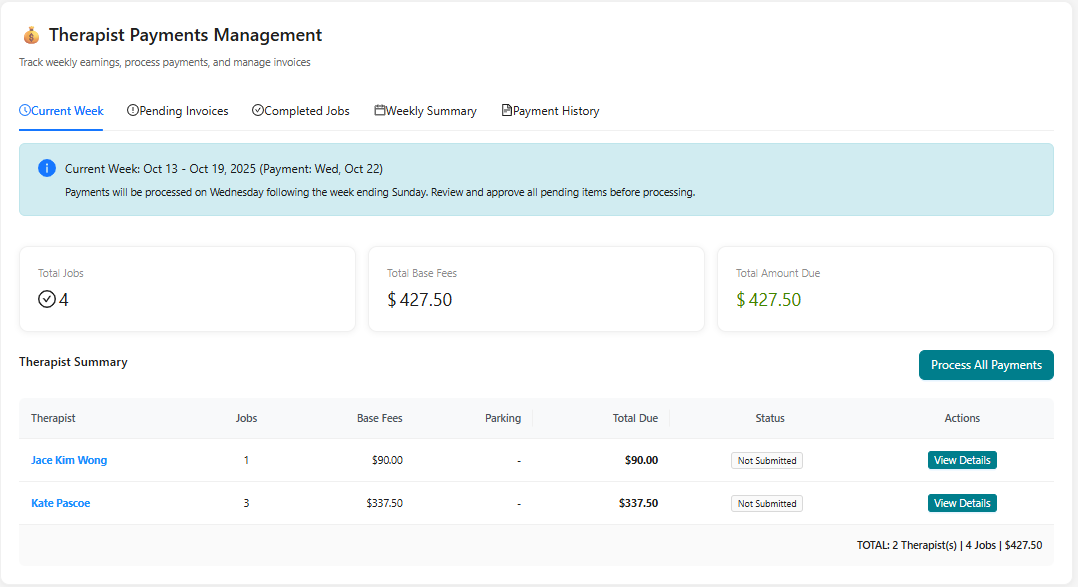 Therapist Payments Management
Track weekly earnings, process payments, and manage invoices
Current Week Pending Invoices Completed Jobs Weekly Summary Payment History
Current Week: Oct 13 - Oct 19, 2025 (Payment: Wed, Oct 22)
Payments will be processed on Wednesday following the week ending Sunday. Review and approve all pending items before processing.
Total Jobs Total Base Fees Total Amount Due
4 $ 427.50 $ 427.50
Therapist Summary Process All Payments
Therapist Jobs Base Fees Parking Total Due Status Actions
Jace Kim Wong 1 $90.00 - $90.00 Not Submitted View Details
Kate Pascoe 3 $337.50 - $337.50 Not Submitted View Details
TOTAL: 2 Therapist(s) | 4 Jobs | $427.50